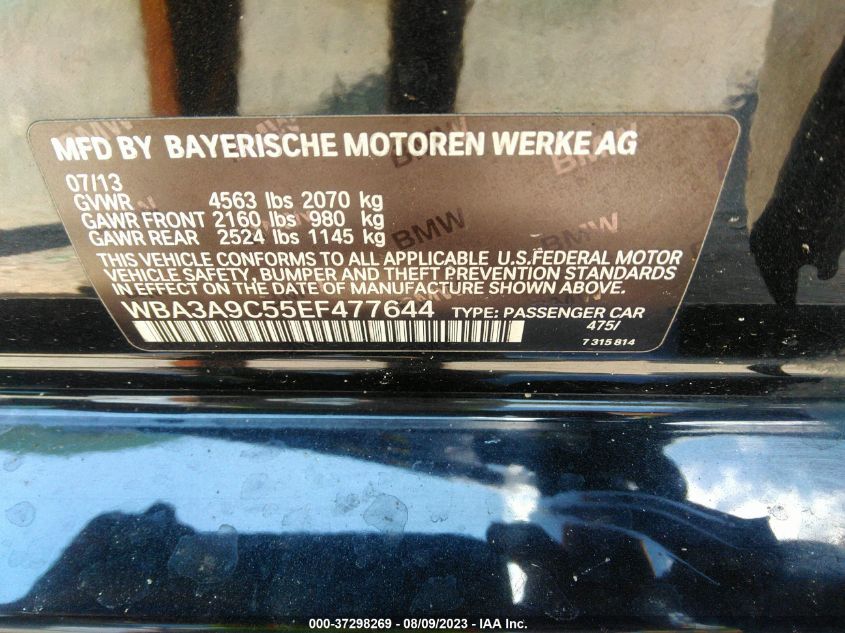 MFD BY BAYERISCHE MOTOREN WERKE AG
07/13
GVWR 4563 lbs 2070 kg
GAWR FRONT 2160 lbs 980 kg
GAWR REAR 2524 lbs 1145 kg
THIS VEHICLE CONFORMS TO ALL APPLICABLE U.S.FEDERAL MOTOR
VEHICLE SAFETY, BUMPER AND THEFT PREVENTION STANDARDS
IN EFFECT ON THE DATE OF MANUFACTURE SHOWN ABOVE.
WBA3A9C55EF477644 TYPE: PASSENGER CAR
475/
7 315 814
000-37298269 - 08/09/2023 - IAA Inc.